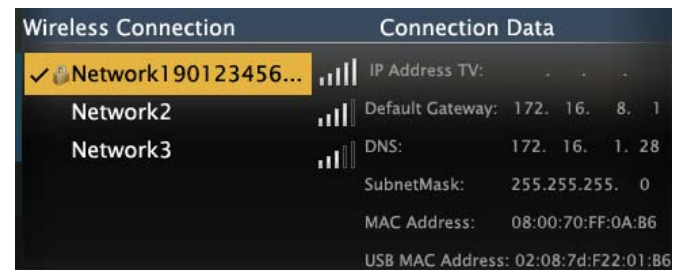 Wireless Connection
Connection Data
Network190123456...
Network2
Network3
IP Address TV: . . .
Default Gateway: 172. 16. 8. 1
DNS: 172. 16. 1. 28
SubnetMask: 255.255.255. 0
MAC Address: 08:00:70:FF:0A:B6
USB MAC Address: 02:08:7d:F22:01:B6